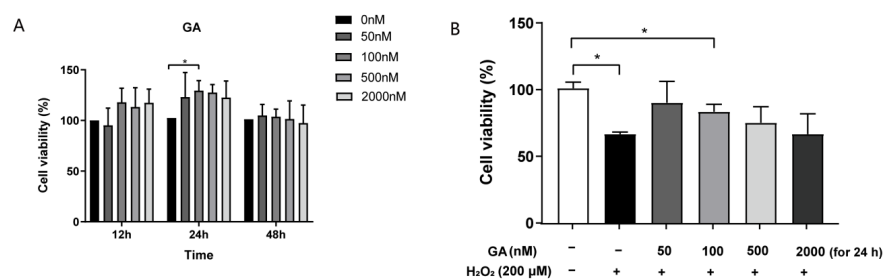 A
GA
0nM
50nM
100nM
500nM
2000nM
Cell viability (%)
150
100
50
0
*
12h
24h
48h
Time
B
Cell viability (%)
150
100
50
0
*
*
GA (nM) – – 50 100 500 2000 (for 24 h)
H₂O₂ (200 µM) – + + + + +